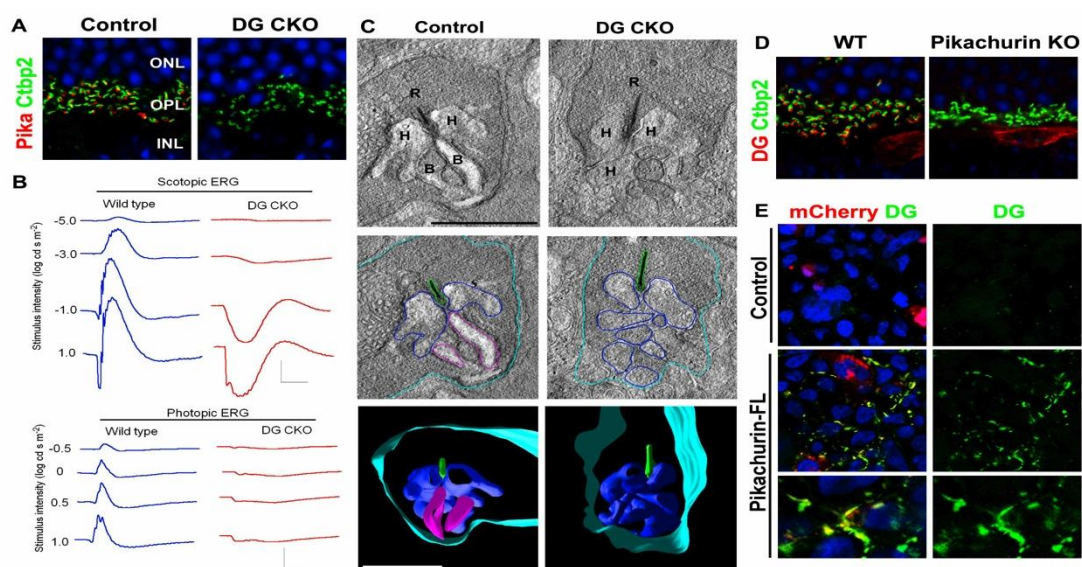 A
Control
DG CKO
Pika Ctbp2
ONL
OPL
INL
B
Scotopic ERG
Wild type
DG CKO
Stimulus intensity (log cd s m⁻²)
-5.0
-3.0
-1.0
1.0
Photopic ERG
Wild type
DG CKO
Stimulus intensity (log cd s m⁻²)
-0.5
0
0.5
1.0
C
Control
DG CKO
R
H
H
B
B
R
H
H
H
D
WT
Pikachurin KO
DG Ctbp2
E
mCherry DG
DG
Control
Pikachurin-FL